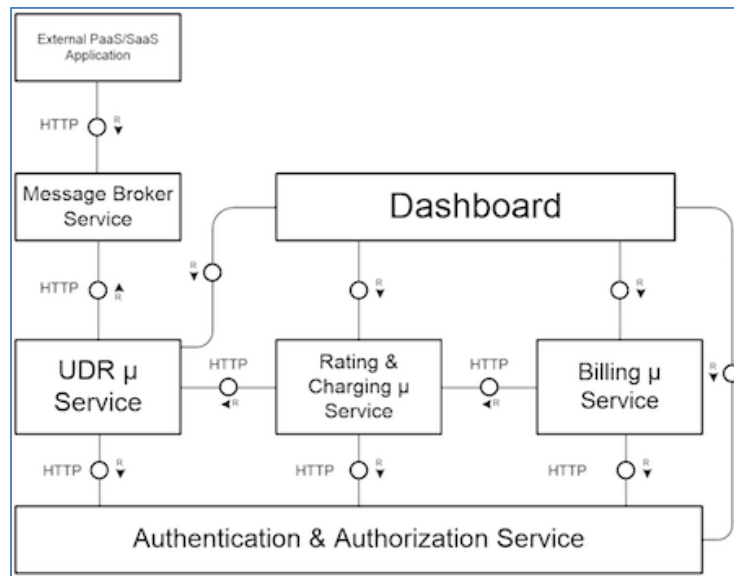 External PaaS/SaaS
Application
HTTP
R
Message Broker
Service
Dashboard
HTTP
R
R
R
R
UDR µ
Service
HTTP
R
Rating &
Charging µ
Service
HTTP
R
Billing µ
Service
R
HTTP
R
HTTP
R
HTTP
R
Authentication & Authorization Service